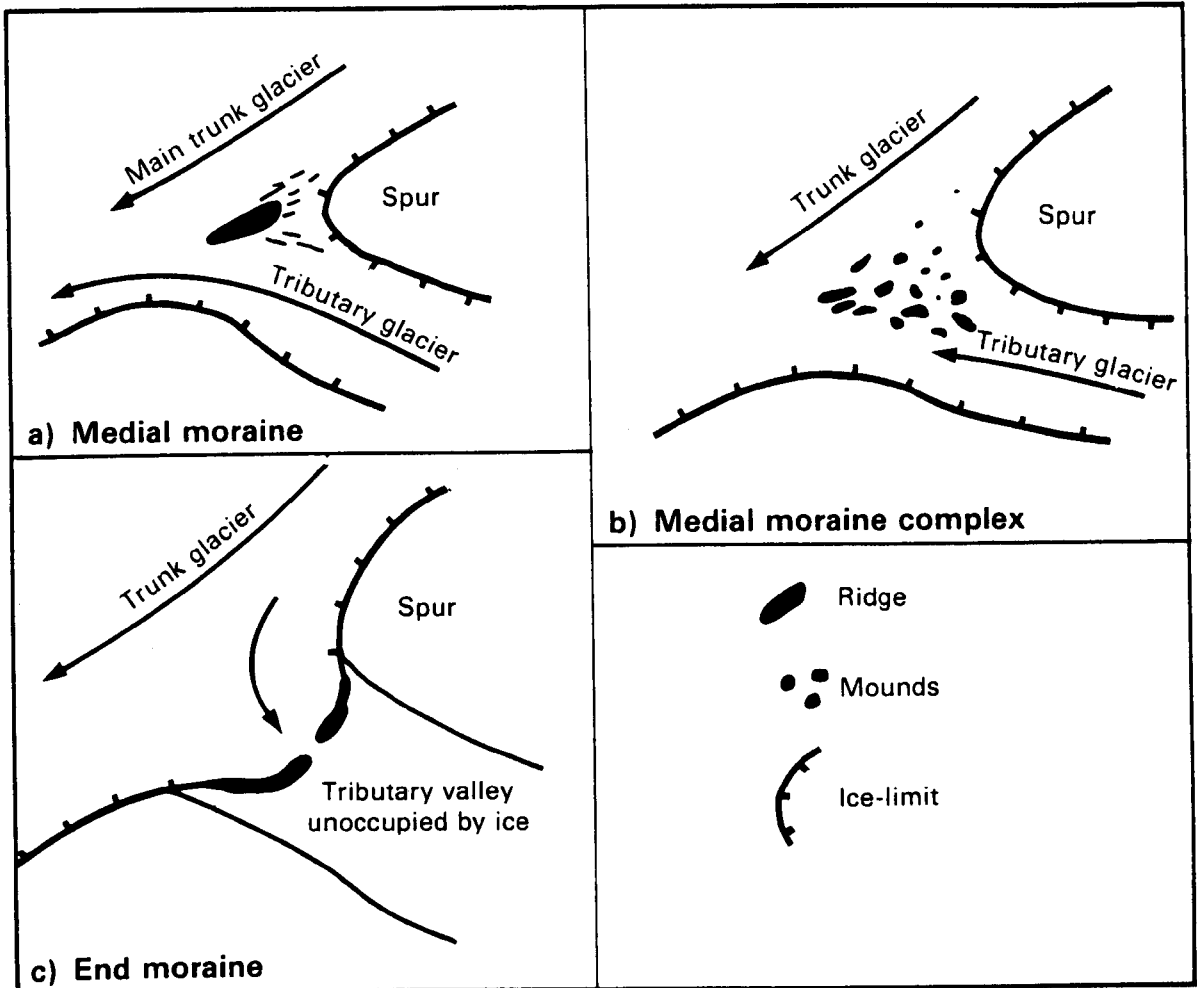 Main trunk glacier
Spur
Tributary glacier
a) Medial moraine
Trunk glacier
Spur
Tributary glacier
b) Medial moraine complex
Trunk glacier
Spur
Tributary valley
unoccupied by ice
c) End moraine
Ridge
Mounds
Ice-limit